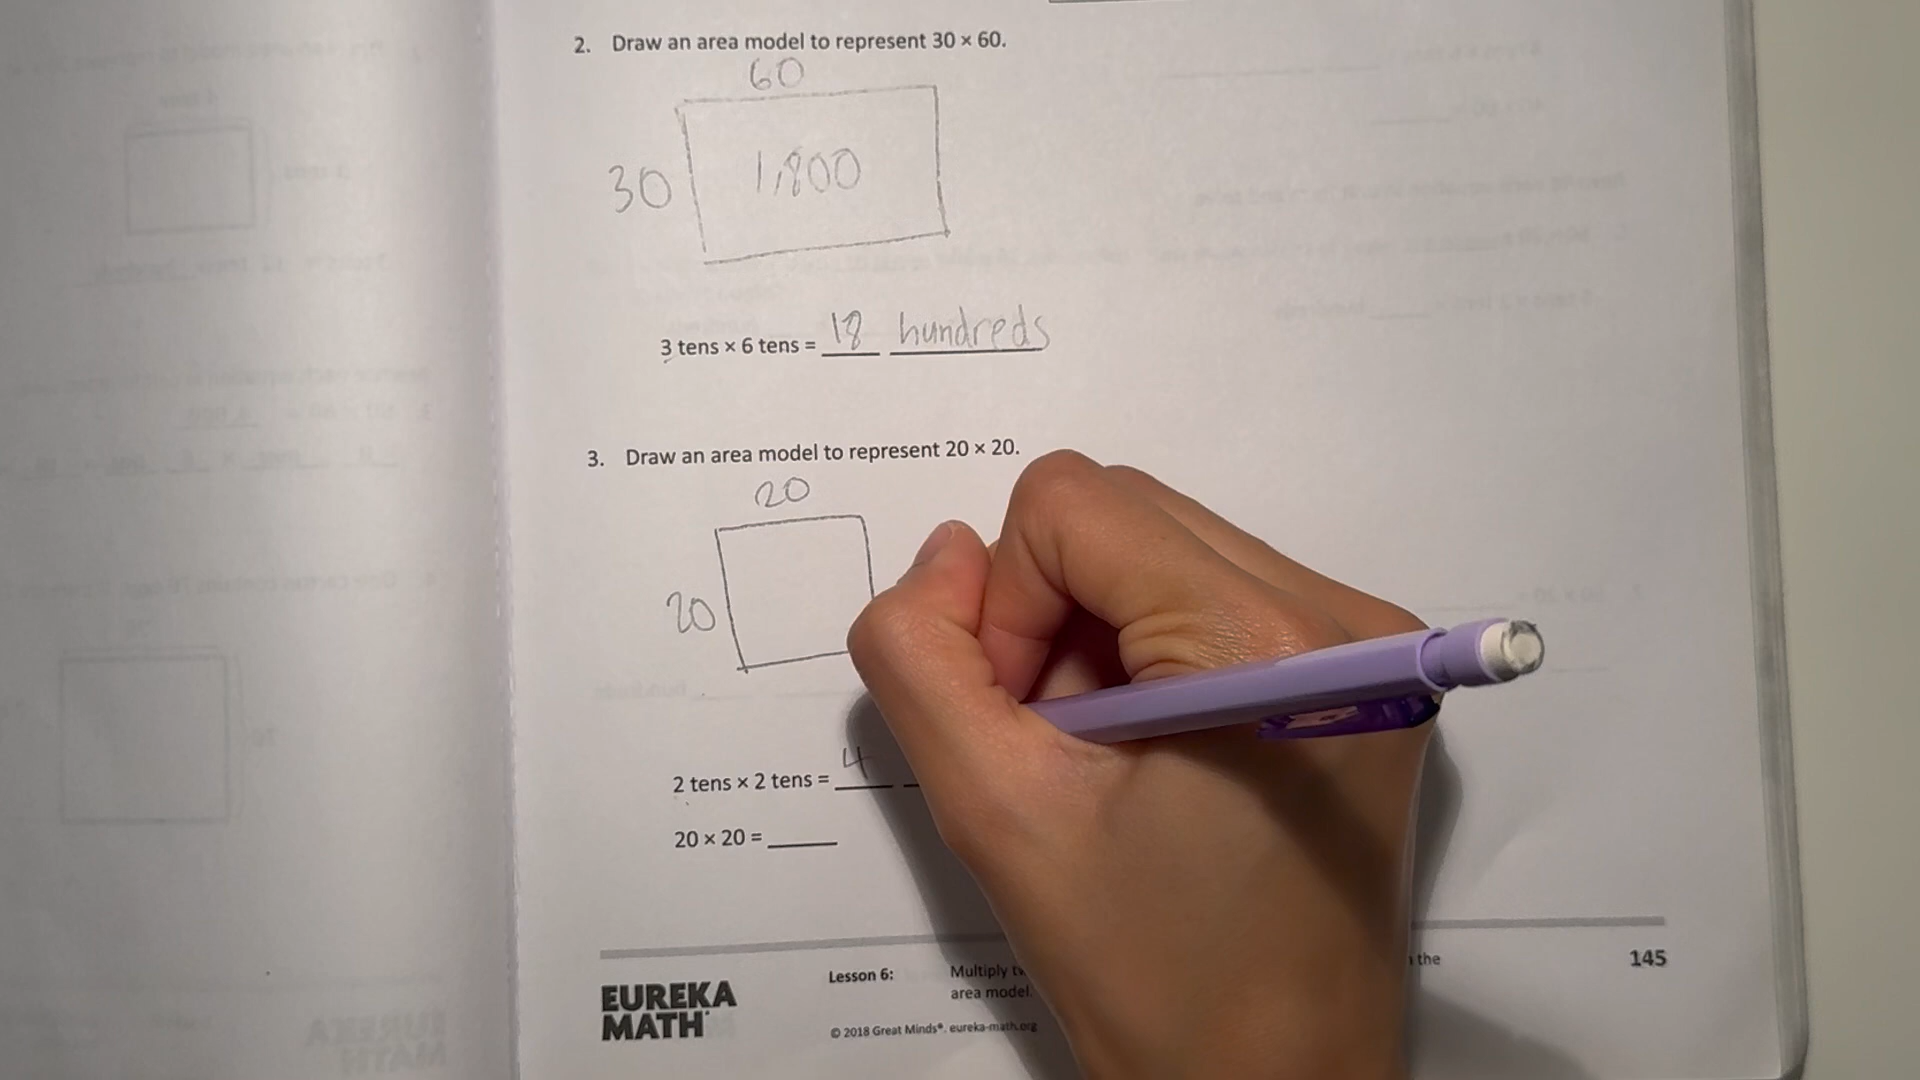 2. Draw an area model to represent 30 × 60.
60
30
1,800
3 tens × 6 tens = 18 hundreds
3. Draw an area model to represent 20 × 20.
20
20
2 tens × 2 tens = 4
20 × 20 =
EUREKA
MATH
Lesson 6:
Multiply
the
area model.
© 2018 Great Minds®. eureka-math.org
145